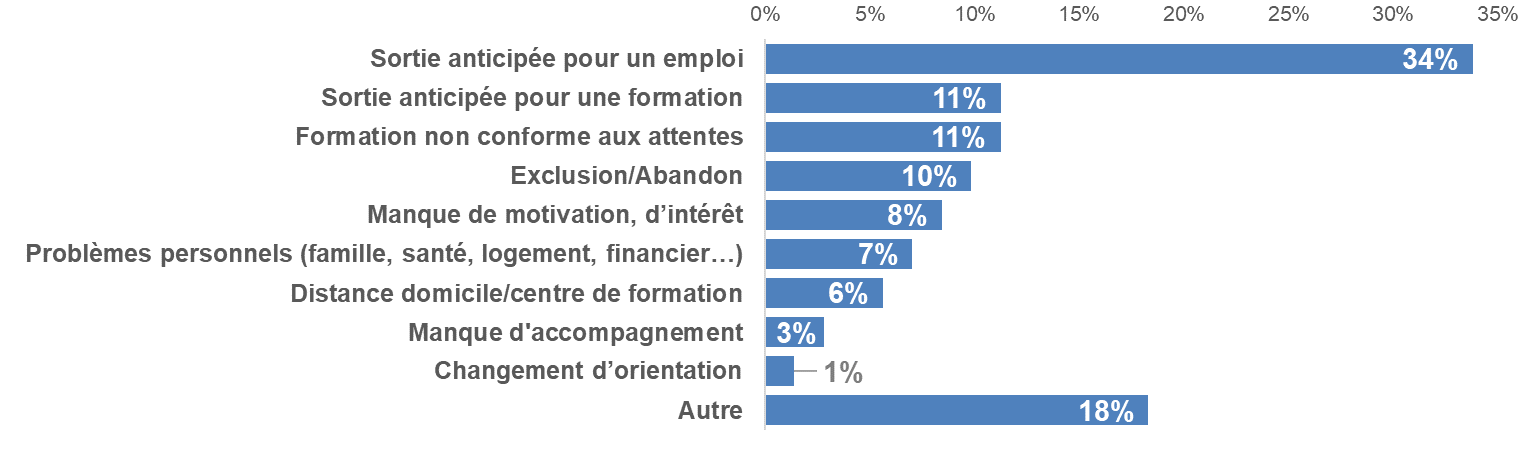 0% 5% 10% 15% 20% 25% 30% 35%
Sortie anticipée pour un emploi 34%
Sortie anticipée pour une formation 11%
Formation non conforme aux attentes 11%
Exclusion/Abandon 10%
Manque de motivation, d’intérêt 8%
Problèmes personnels (famille, santé, logement, financier…) 7%
Distance domicile/centre de formation 6%
Manque d'accompagnement 3%
Changement d’orientation 1%
Autre 18%